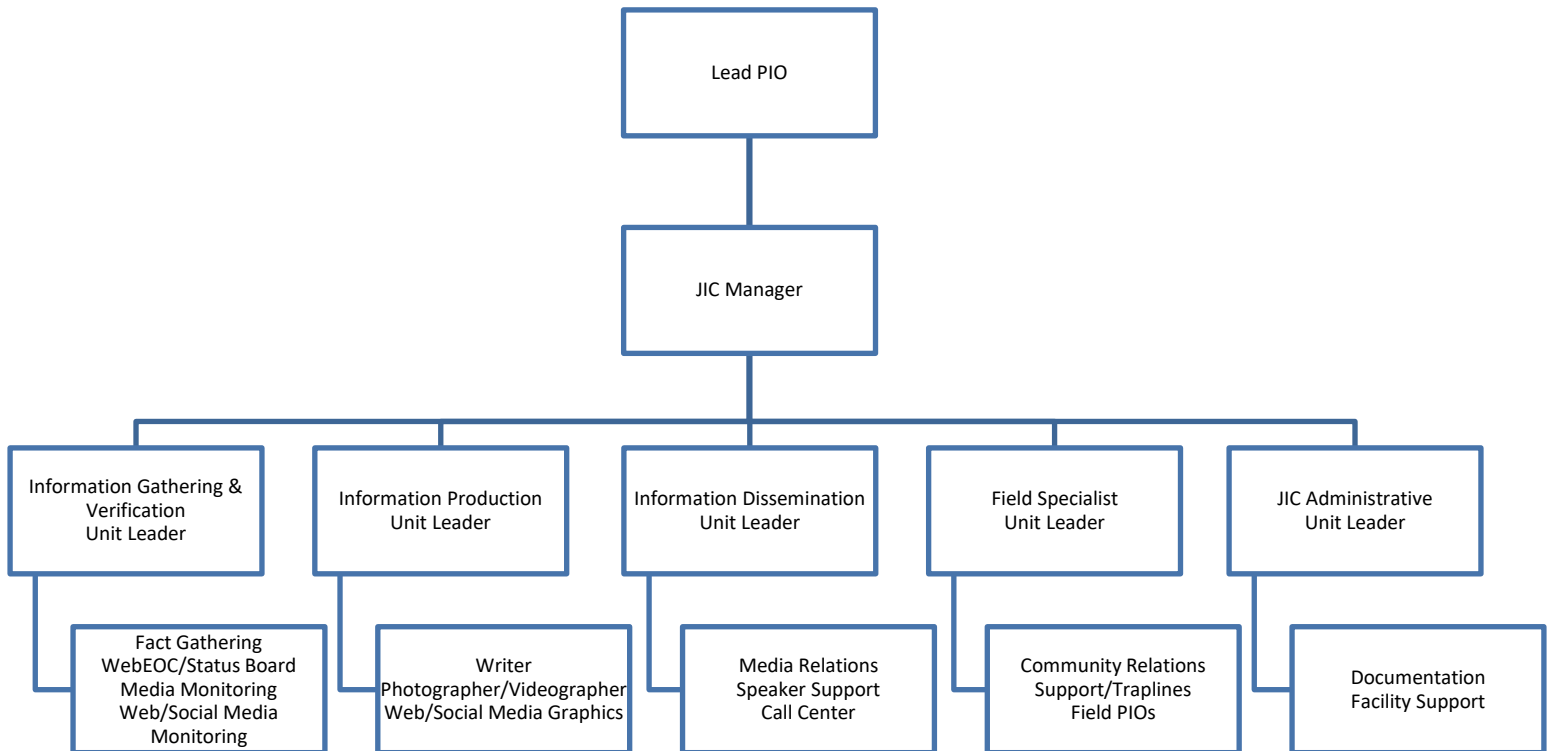 Lead PIO
JIC Manager
Information Gathering &
Verification
Unit Leader
Information Production
Unit Leader
Information Dissemination
Unit Leader
Field Specialist
Unit Leader
JIC Administrative
Unit Leader
Fact Gathering
WebEOC/Status Board
Media Monitoring
Web/Social Media
Monitoring
Writer
Photographer/Videographer
Web/Social Media Graphics
Media Relations
Speaker Support
Call Center
Community Relations
Support/Traplines
Field PIOs
Documentation
Facility Support